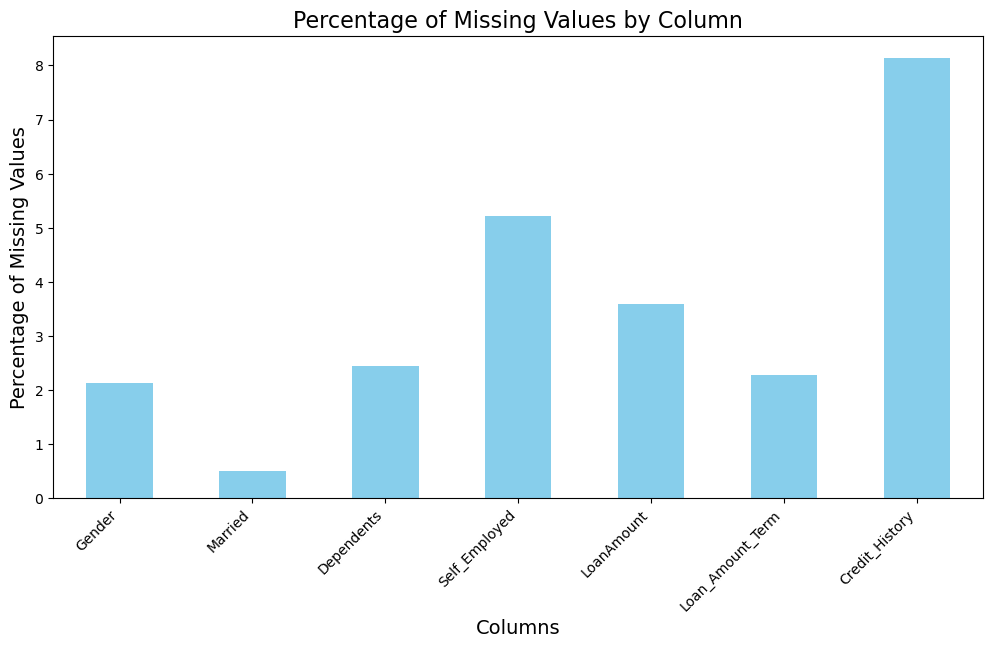 Percentage of Missing Values by Column
Percentage of Missing Values
8
7
6
5
4
3
2
1
0
Gender
Married
Dependents
Self_Employed
LoanAmount
Loan_Amount_Term
Credit_History
Columns